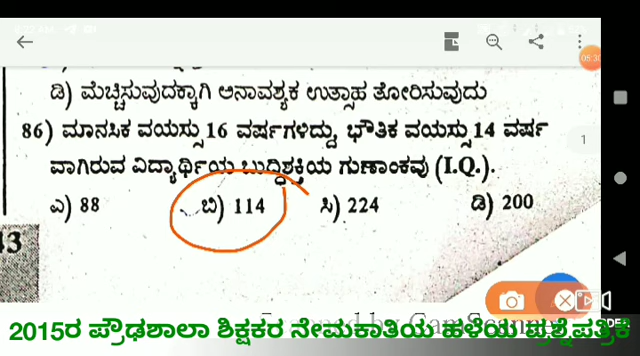 ಡಿ) ಮೆಚ್ಚಿಸುವುದಕ್ಕಾಗಿ ಅನಾವಶ್ಯಕ ಉತ್ಸಾಹ ತೋರಿಸುವುದು
86) ಮಾನಸಿಕ ವಯಸ್ಸು 16 ವರ್ಷಗಳಿದ್ದು, ಭೌತಿಕ ವಯಸ್ಸು 14 ವರ್ಷ
ವಾಗಿರುವ ವಿದ್ಯಾರ್ಥಿಯ ಬುದ್ಧಿಶಕ್ತಿಯ ಗುಣಾಂಕವು (I.Q.).
ಎ) 88 ಬಿ) 114 ಸಿ) 224 ಡಿ) 200
1
2015ರ ಪ್ರೌಢಶಾಲಾ ಶಿಕ್ಷಕರ ನೇಮಕಾತಿಯ ಹಳೆಯ ಪ್ರಶ್ನೆಪತ್ರಿಕೆ